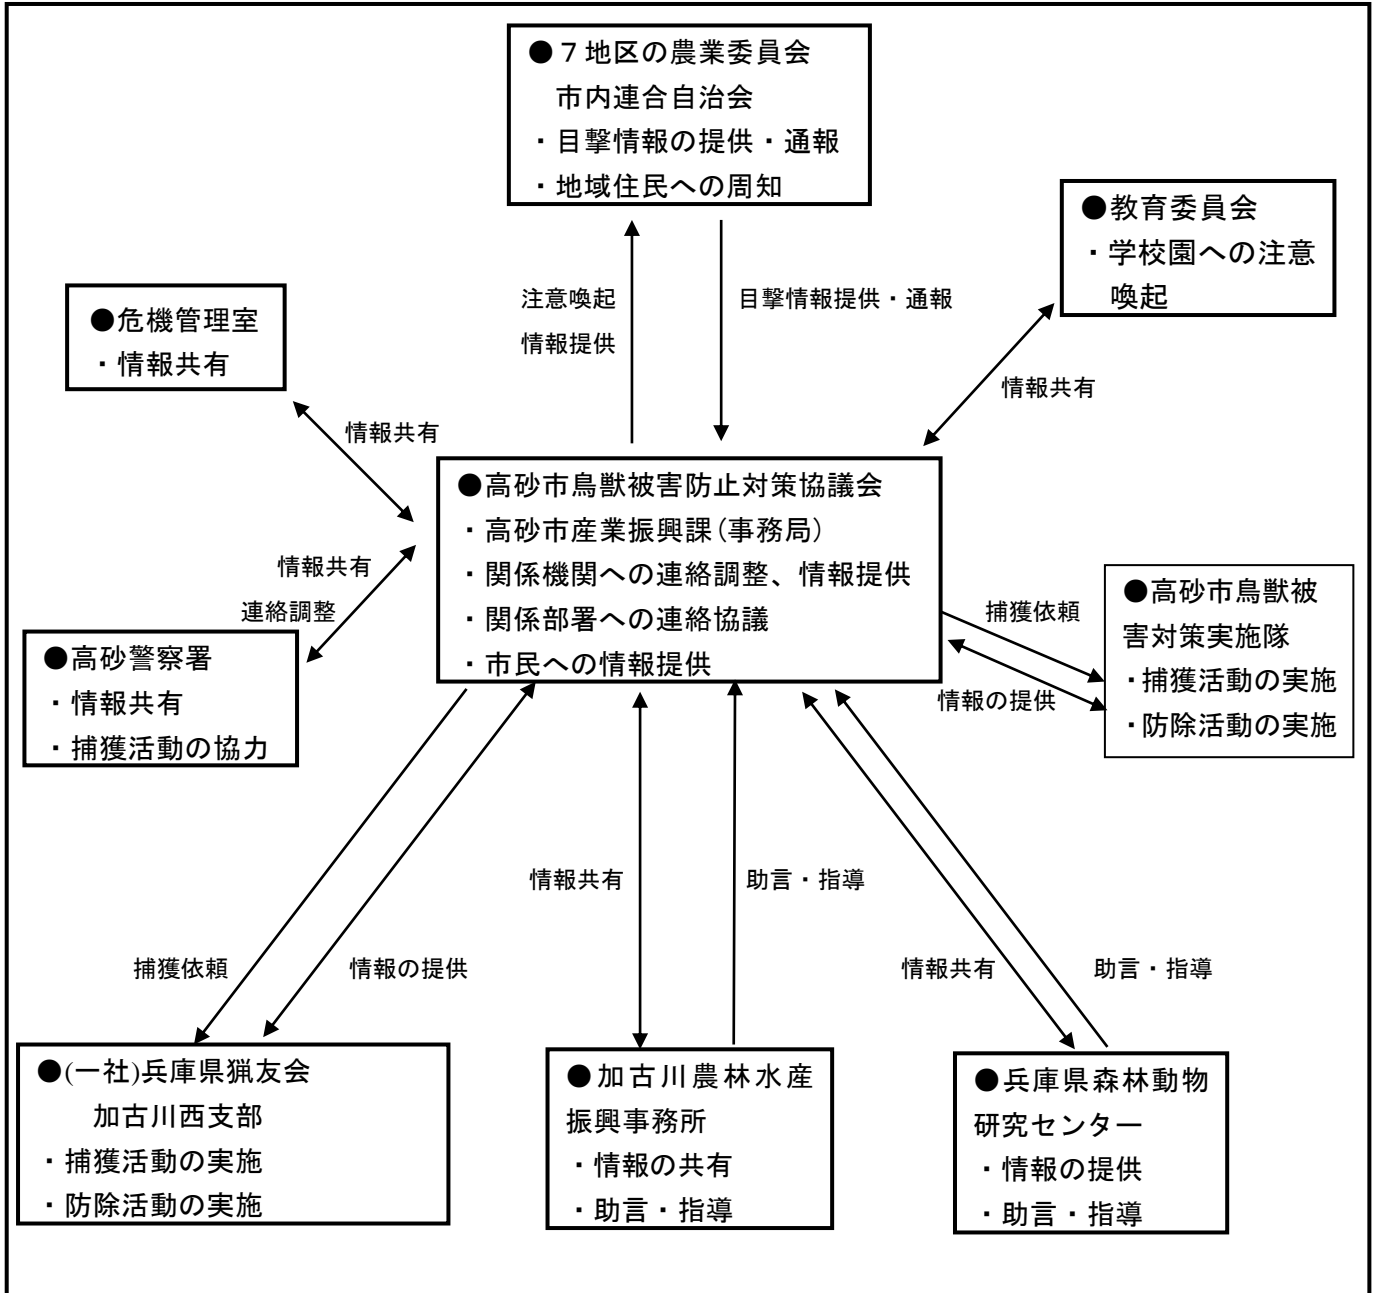 ●７地区の農業委員会
市内連合自治会
・目撃情報の提供・通報
・地域住民への周知
●教育委員会
・学校園への注意
喚起
●危機管理室
・情報共有
注意喚起
情報提供
目撃情報提供・通報
情報共有
情報共有
●高砂市鳥獣被害防止対策協議会
・高砂市産業振興課(事務局)
・関係機関への連絡調整、情報提供
・関係部署への連絡協議
・市民への情報提供
情報共有
連絡調整
●高砂警察署
・情報共有
・捕獲活動の協力
捕獲依頼
情報の提供
●高砂市鳥獣被
害対策実施隊
・捕獲活動の実施
・防除活動の実施
捕獲依頼
情報の提供
情報共有
助言・指導
情報共有
助言・指導
●(一社)兵庫県猟友会
加古川西支部
・捕獲活動の実施
・防除活動の実施
●加古川農林水産
振興事務所
・情報の共有
・助言・指導
●兵庫県森林動物
研究センター
・情報の提供
・助言・指導